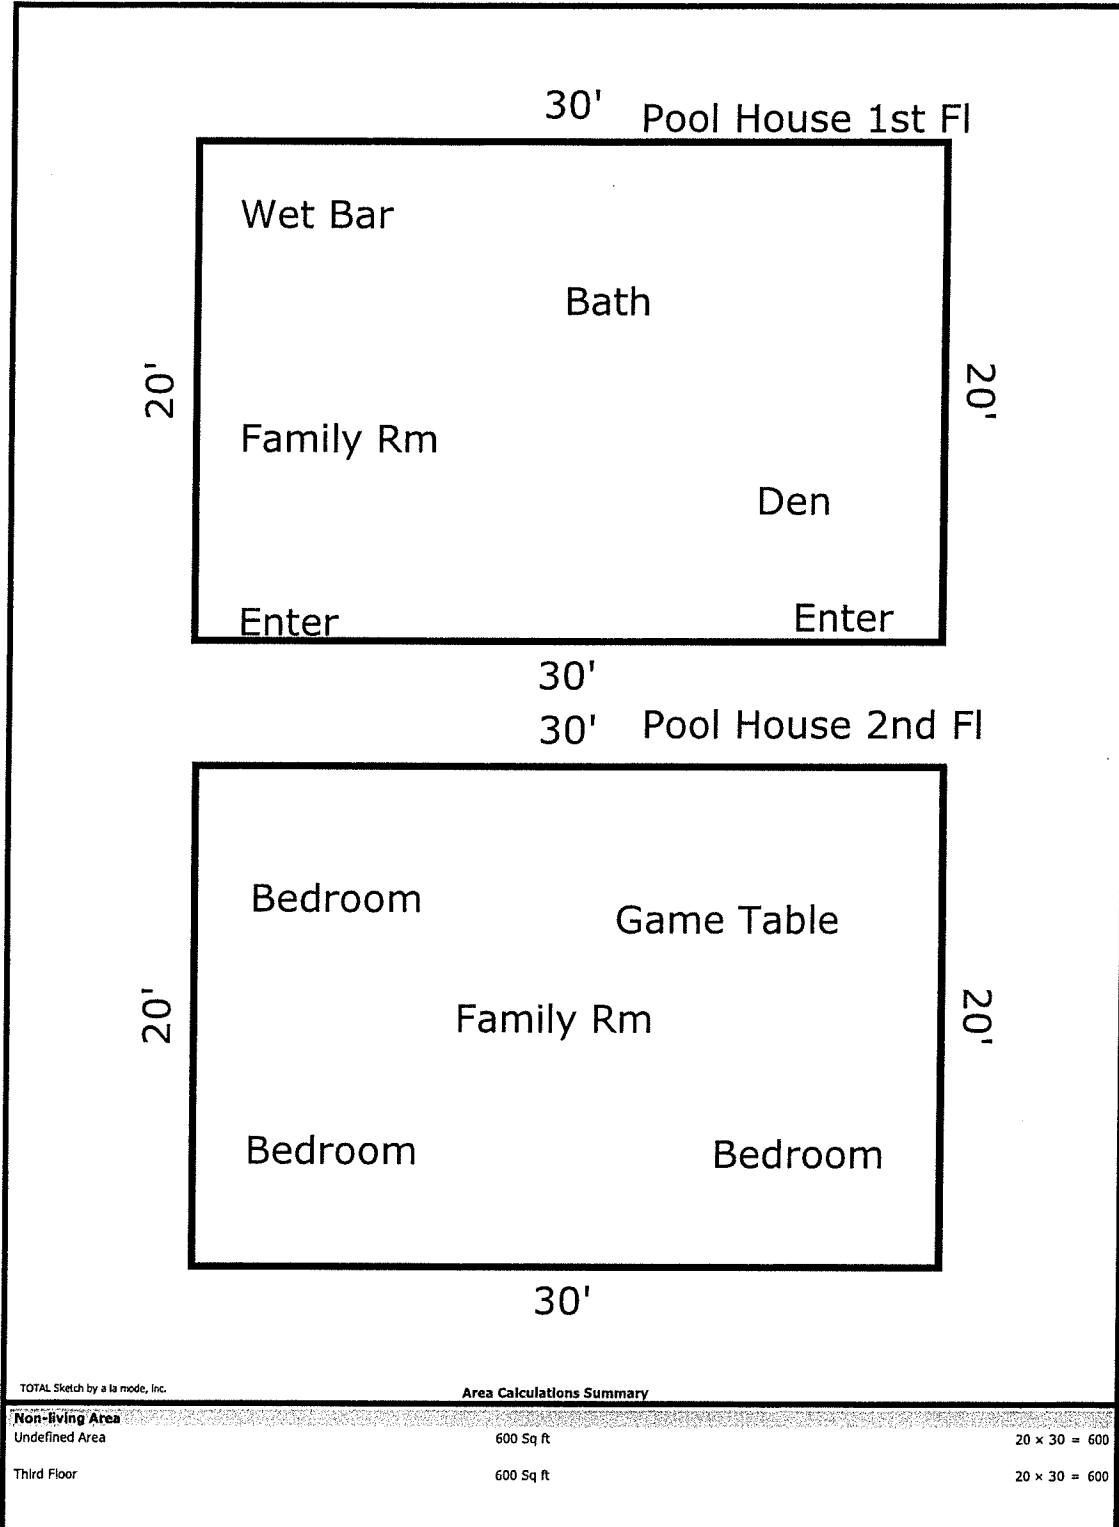 30' Pool House 1st Fl
Wet Bar
Bath
20'
20'
Family Rm
Den
Enter
Enter
30'
30' Pool House 2nd Fl
Bedroom
Game Table
20'
Family Rm
20'
Bedroom
Bedroom
30'
TOTAL Sketch by a la mode, inc.
Area Calculations Summary
Non-living Area
Undefined Area 600 Sq ft 20 × 30 = 600
Third Floor 600 Sq ft 20 × 30 = 600